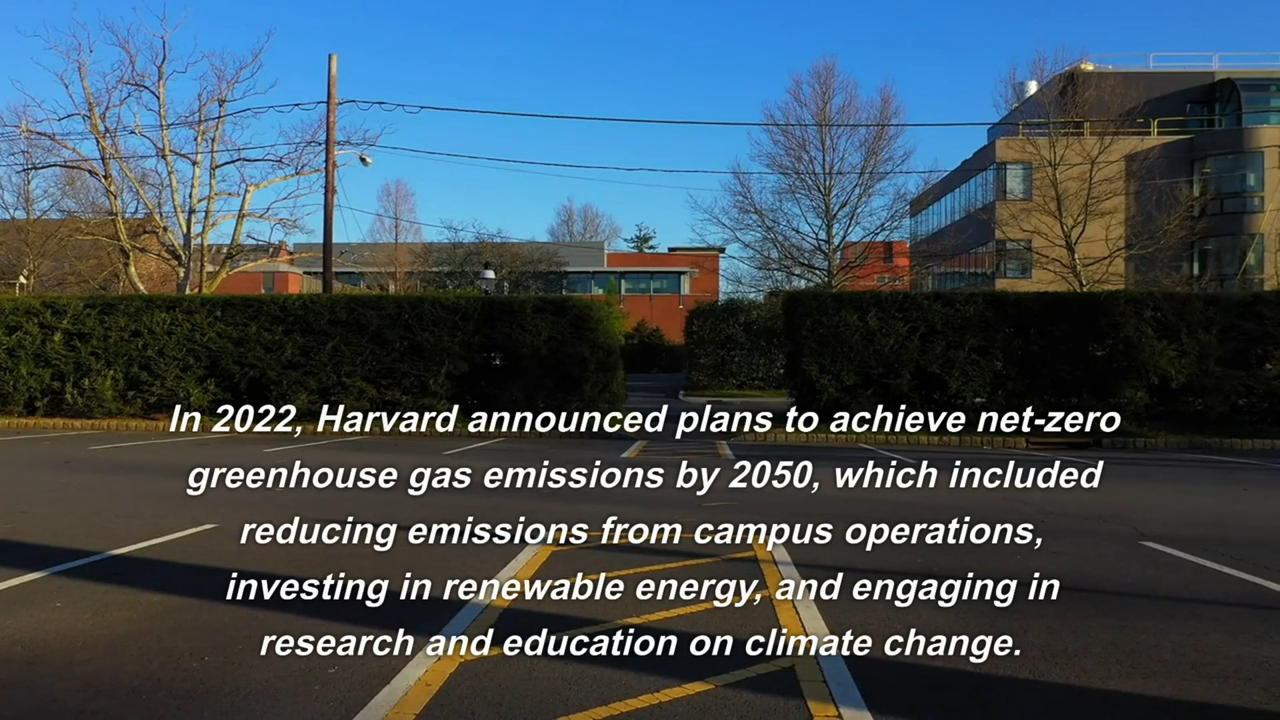 In 2022, Harvard announced plans to achieve net-zero
greenhouse gas emissions by 2050, which included
reducing emissions from campus operations,
investing in renewable energy, and engaging in
research and education on climate change.